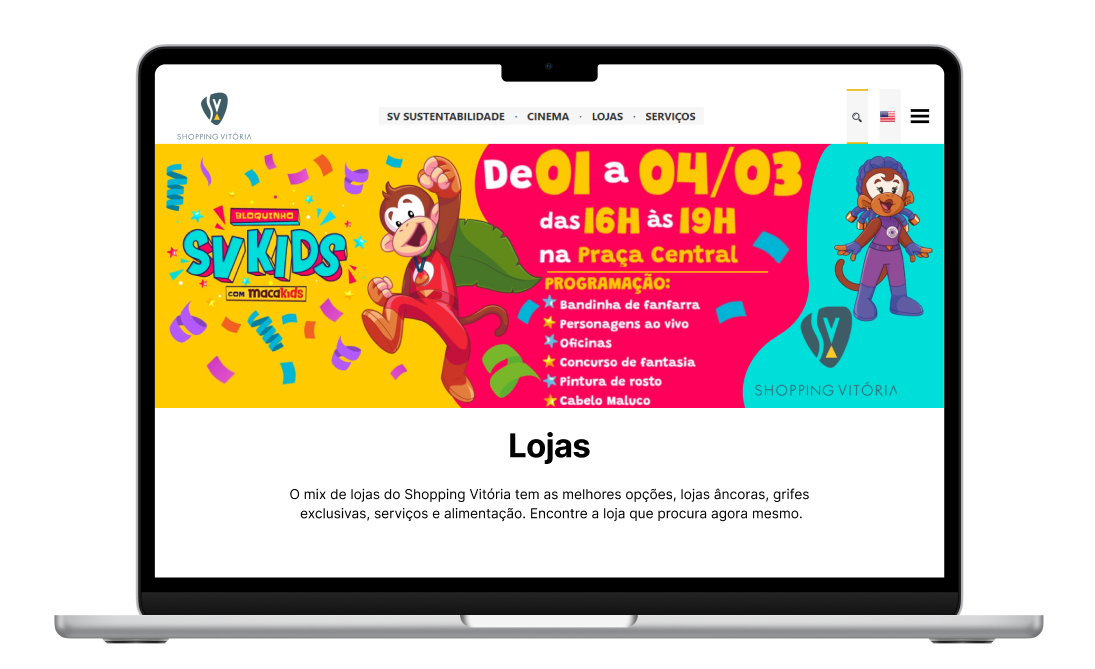 SV
SHOPPING VITÓRIA
SV SUSTENTABILIDADE · CINEMA · LOJAS · SERVIÇOS
BLOQUINHO
SV KIDS
COM macakids
De 01 a 04/03
das 16H às 19H
na Praça Central
PROGRAMAÇÃO:
Bandinha de fanfarra
Personagens ao vivo
Oficinas
Concurso de fantasia
Pintura de rosto
Cabelo Maluco
SV
SHOPPING VITÓRIA
Lojas
O mix de lojas do Shopping Vitória tem as melhores opções, lojas âncoras, grifes
exclusivas, serviços e alimentação. Encontre a loja que procura agora mesmo.